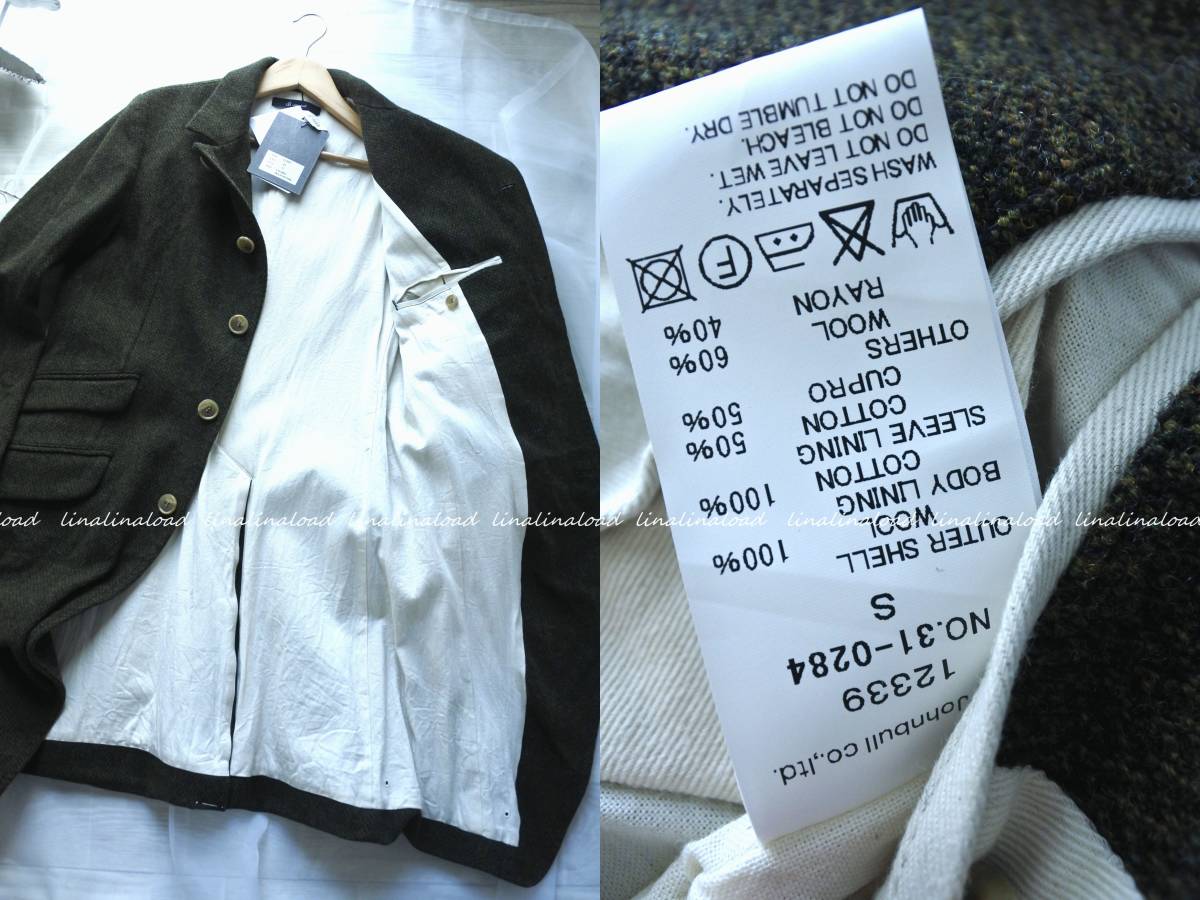 Johnbull co.,ltd.
12339
NO.31-0284
S
OUTER SHELL
WOOL 100%
BODY LINING
COTTON 100%
SLEEVE LINING
COTTON 50%
CUPRO 50%
OTHERS
WOOL 60%
RAYON 40%
F
WASH SEPARATELY.
DO NOT LEAVE WET.
DO NOT BLEACH.
DO NOT TUMBLE DRY.
load linalinaload linalinaload linalinaload linalinaload linalinaload linalinaload linalinaload linalinaload